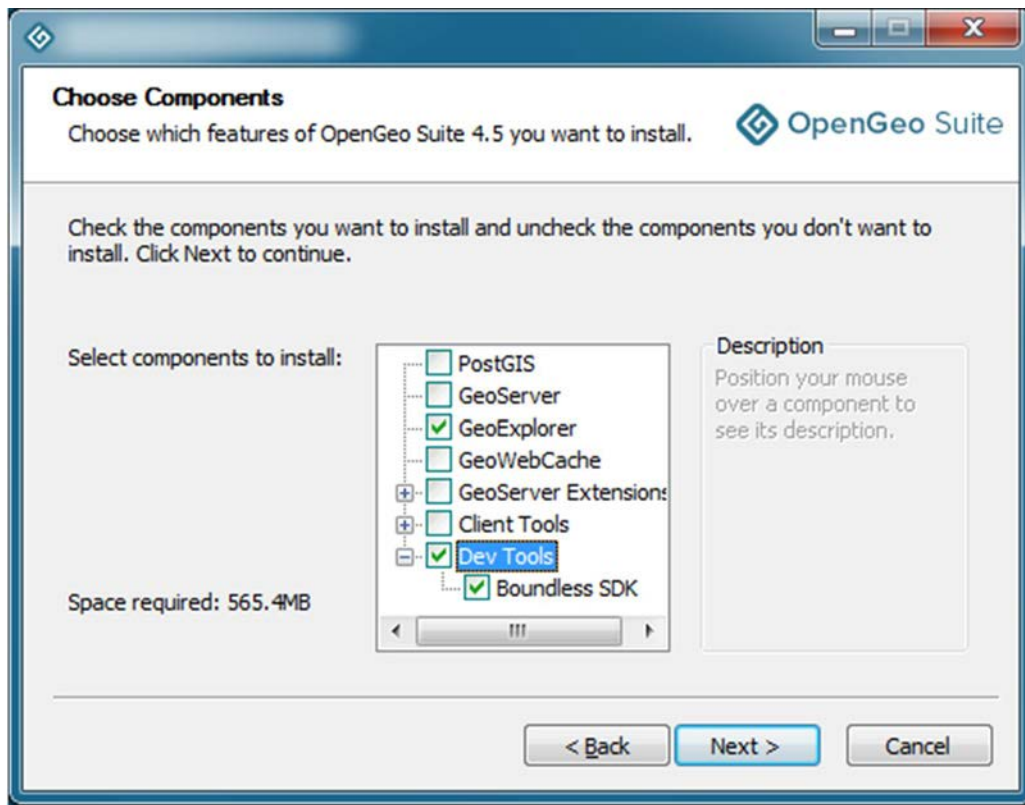 Choose Components
Choose which features of OpenGeo Suite 4.5 you want to install.
OpenGeo Suite
Check the components you want to install and uncheck the components you don't want to
install. Click Next to continue.
Select components to install:
PostGIS
GeoServer
GeoExplorer
GeoWebCache
GeoServer Extensions
Client Tools
Dev Tools
Boundless SDK
Description
Position your mouse
over a component to
see its description.
Space required: 565.4MB
< Back
Next >
Cancel